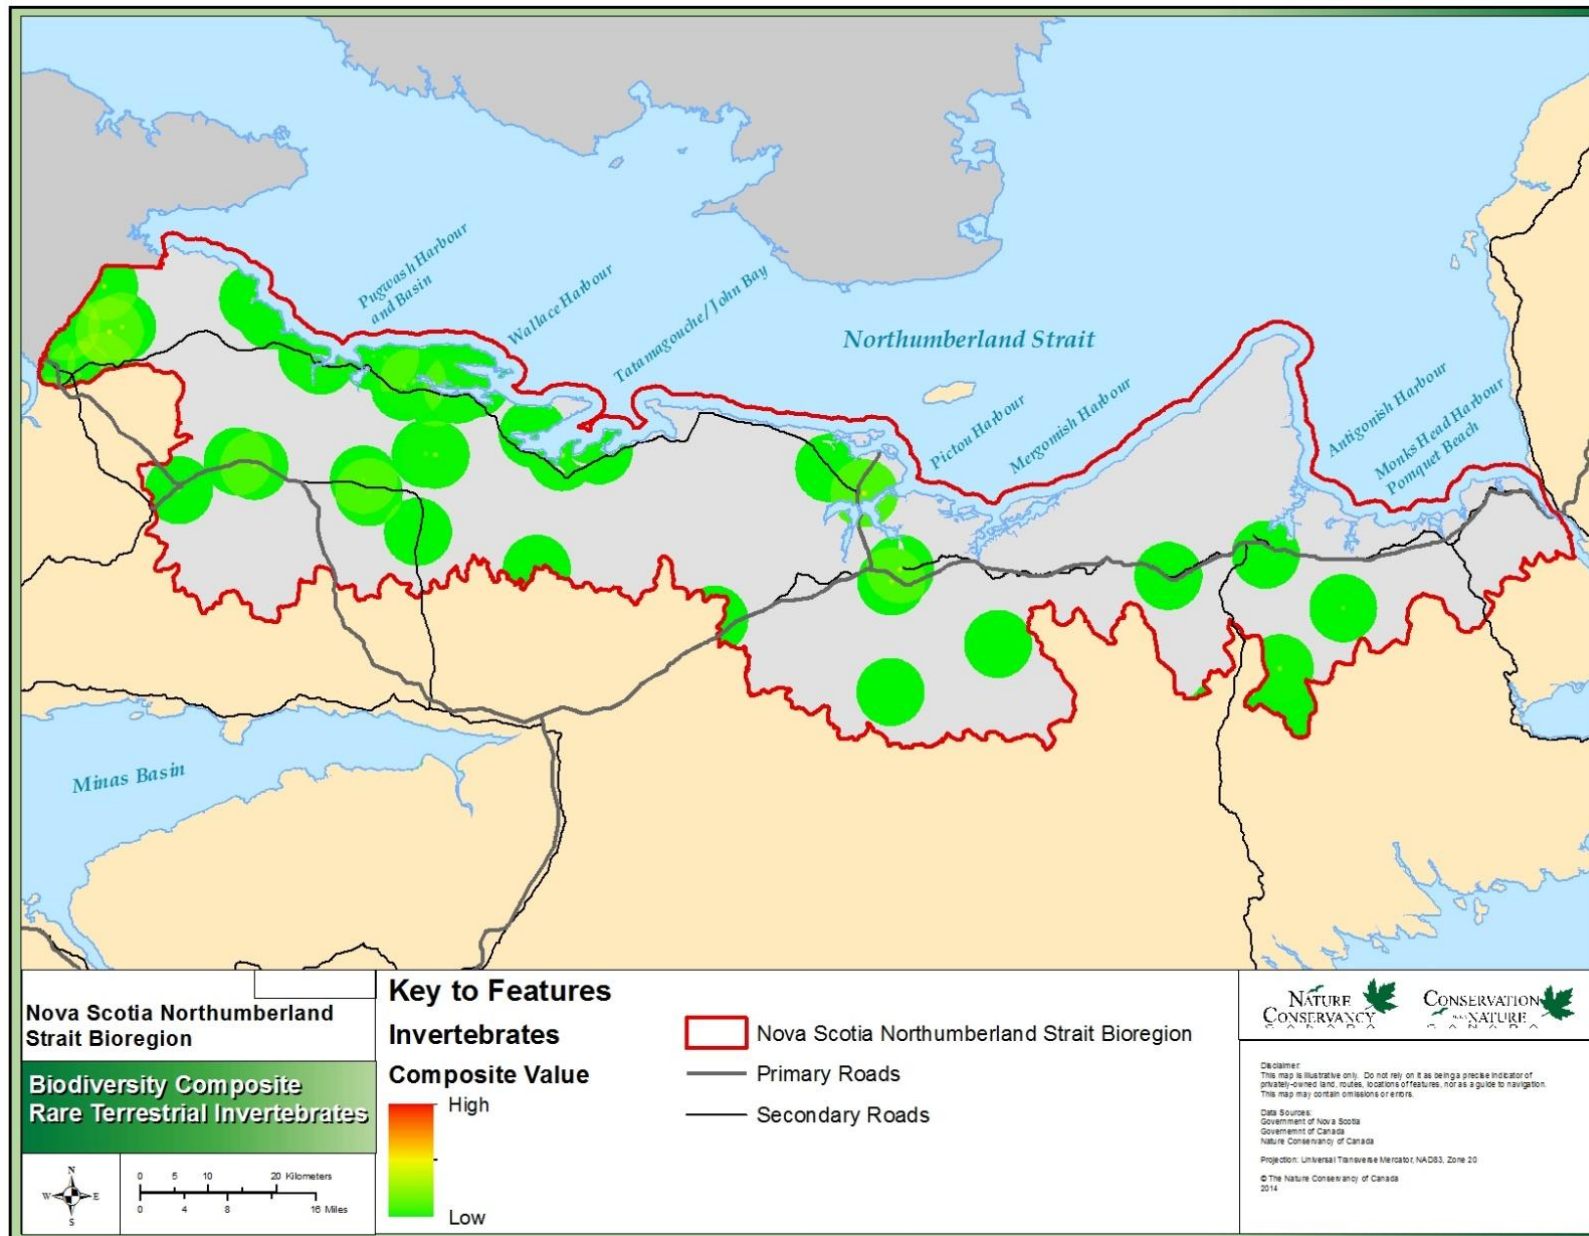 Pugwash Harbour
and Basin
Wallace Harbour
Tatamagouche/John Bay
Northumberland Strait
Pictou Harbour
Mergomish Harbour
Antigonish Harbour
Monks Head Harbour
Pomquet Beach
Minas Basin
Nova Scotia Northumberland
Strait Bioregion
Biodiversity Composite
Rare Terrestrial Invertebrates
N
W E
S
0 5 10 20 Kilometers
0 4 8 16 Miles
Key to Features
Invertebrates
Composite Value
High
Low
Nova Scotia Northumberland Strait Bioregion
Primary Roads
Secondary Roads
NATURE
CONSERVANCY
CONSERVATION
NATURE
Disclaimer:
This map is illustrative only. Do not rely on it as being a precise indicator of
privately-owned land, routes, locations of features, nor as a guide to navigation.
This map may contain omissions or errors.
Data Sources:
Government of Nova Scotia
Governemnt of Canada
Nature Conservancy of Canada
Projection: Universal Transverse Mercator, NAD83, Zone 20
© The Nature Conservancy of Canada
2014